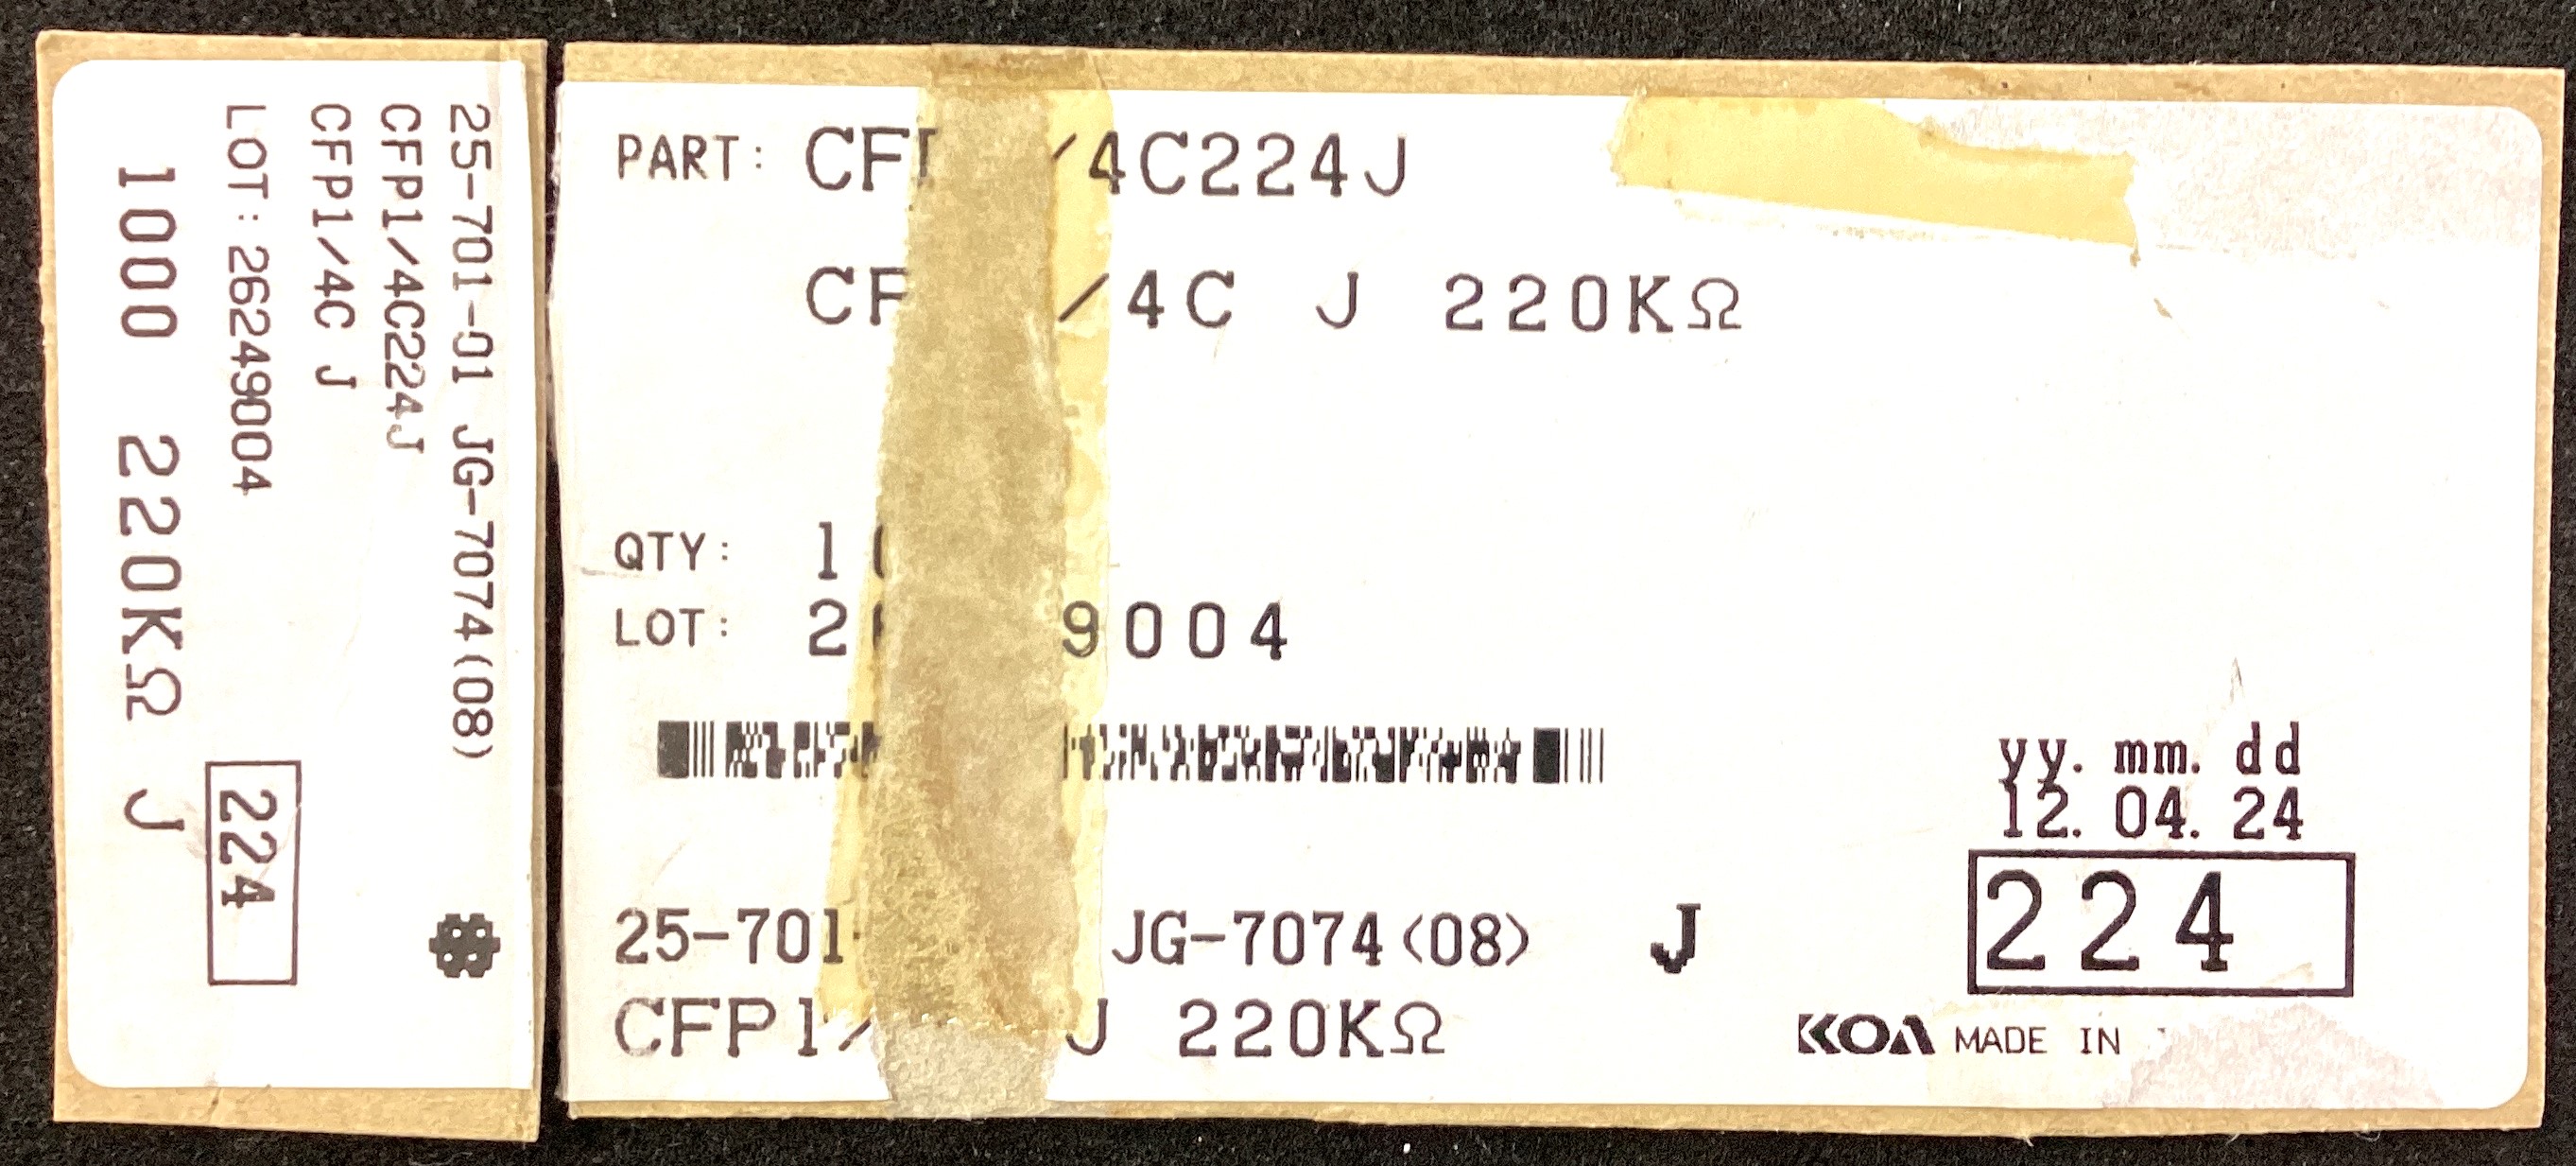 25-701-01 JG-7074(08)
CFP1/4C224J
CFP1/4C J
LOT: 26249004
1000 220KΩ J
224
PART: CF /4C224J
CF /4C J 220KΩ
QTY: 1
LOT: 2 9004
yy. mm. dd
12. 04. 24
25-701 JG-7074(08) J
224
CFP1/ J 220KΩ
KOA MADE IN